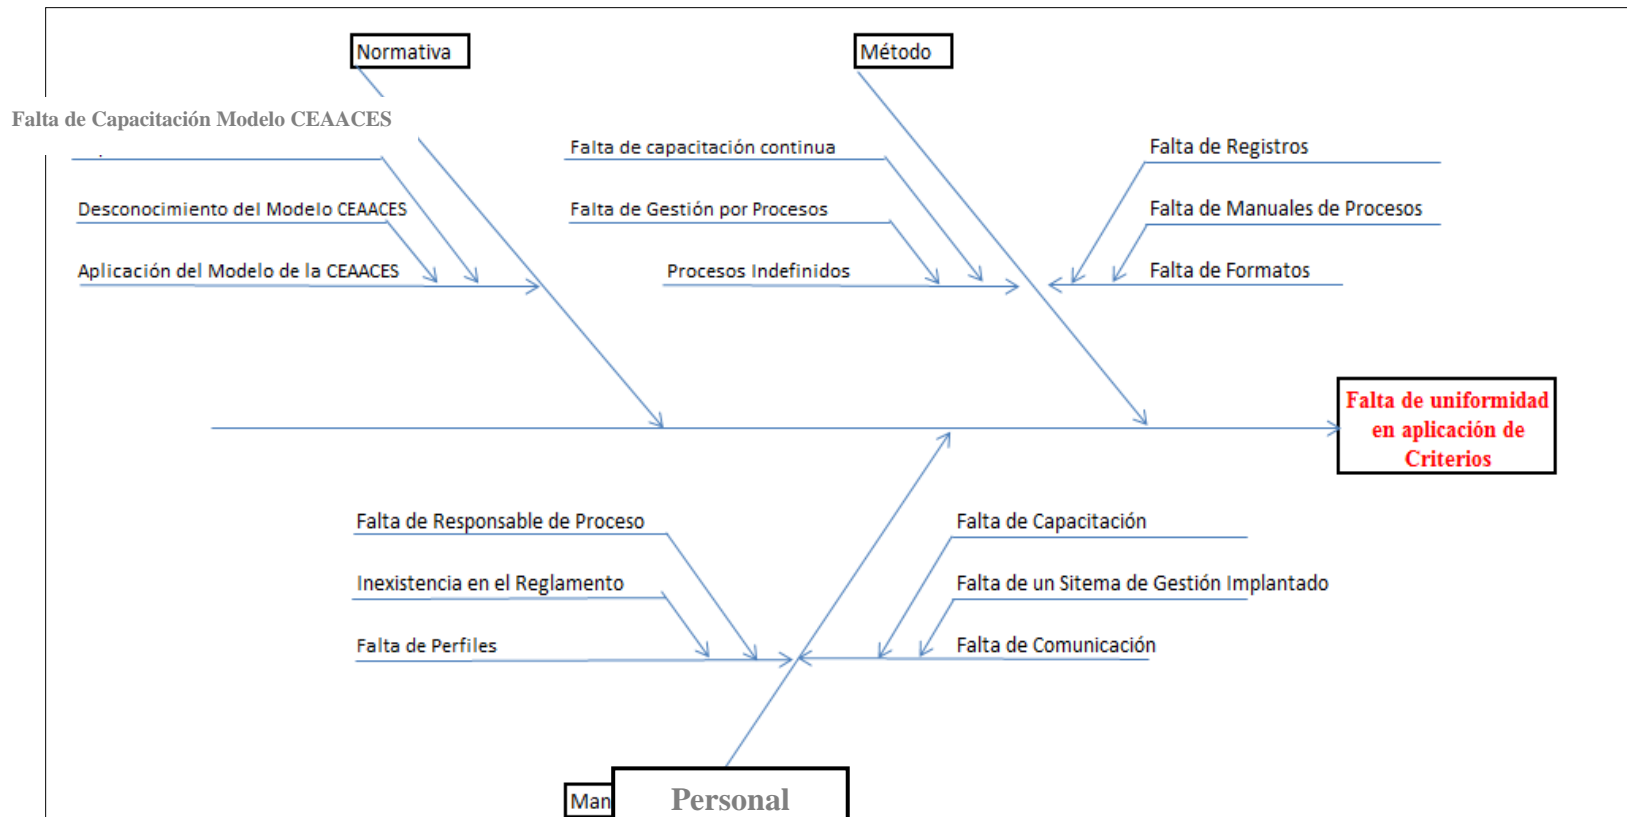 Normativa
Método
Falta de Capacitación Modelo CEAACES
Falta de capacitación continua
Falta de Registros
Desconocimiento del Modelo CEAACES
Falta de Gestión por Procesos
Falta de Manuales de Procesos
Aplicación del Modelo de la CEAACES
Procesos Indefinidos
Falta de Formatos
Falta de uniformidad
en aplicación de
Criterios
Falta de Responsable de Proceso
Falta de Capacitación
Inexistencia en el Reglamento
Falta de un Sitema de Gestión Implantado
Falta de Perfiles
Falta de Comunicación
Man
Personal